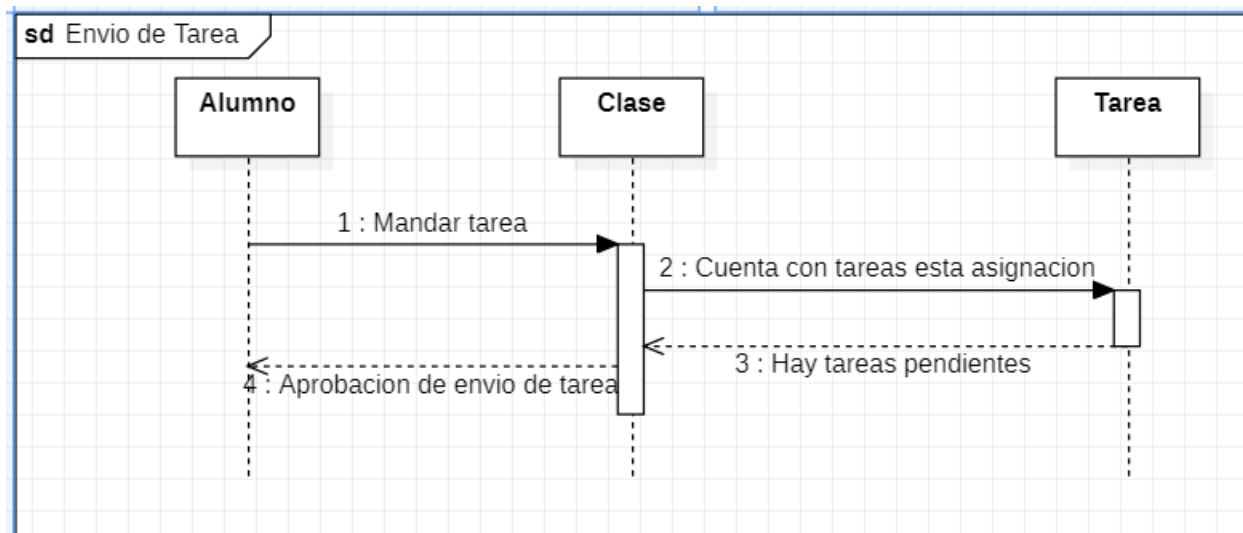 sd Envio de Tarea
Alumno
Clase
Tarea
1 : Mandar tarea
2 : Cuenta con tareas esta asignacion
3 : Hay tareas pendientes
4 : Aprobacion de envio de tarea